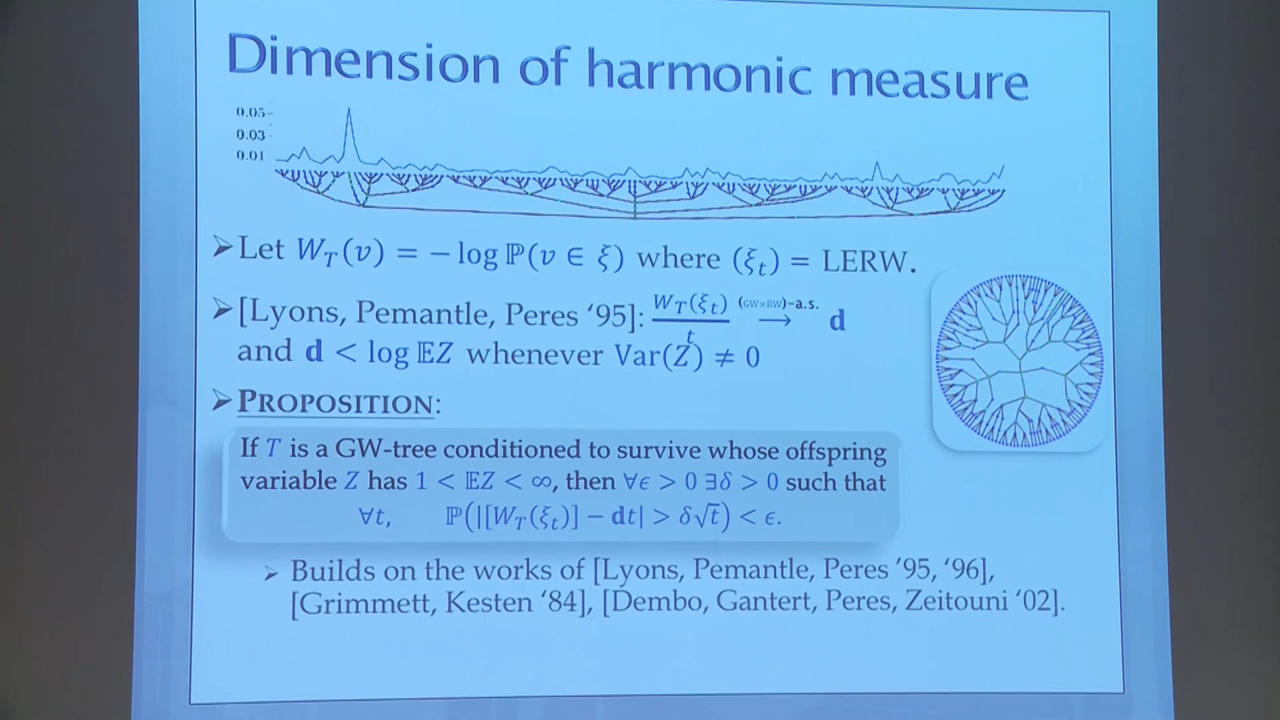 Dimension of harmonic measure
0.05
0.03
0.01
➢Let W_T(v) = − log ℙ(v ∈ ξ) where (ξ_t) = LERW.
➢[Lyons, Pemantle, Peres ‘95]: W_T(ξ_t)/t (GW×RW)–a.s. → d
and d < log 𝔼Z whenever Var(Z) ≠ 0
➢PROPOSITION:
If T is a GW-tree conditioned to survive whose offspring
variable Z has 1 < 𝔼Z < ∞, then ∀ϵ > 0 ∃δ > 0 such that
∀t, ℙ(|[W_T(ξ_t)] − dt| > δ√t) < ϵ.
➢ Builds on the works of [Lyons, Pemantle, Peres ’95, ‘96],
[Grimmett, Kesten ‘84], [Dembo, Gantert, Peres, Zeitouni ‘02].